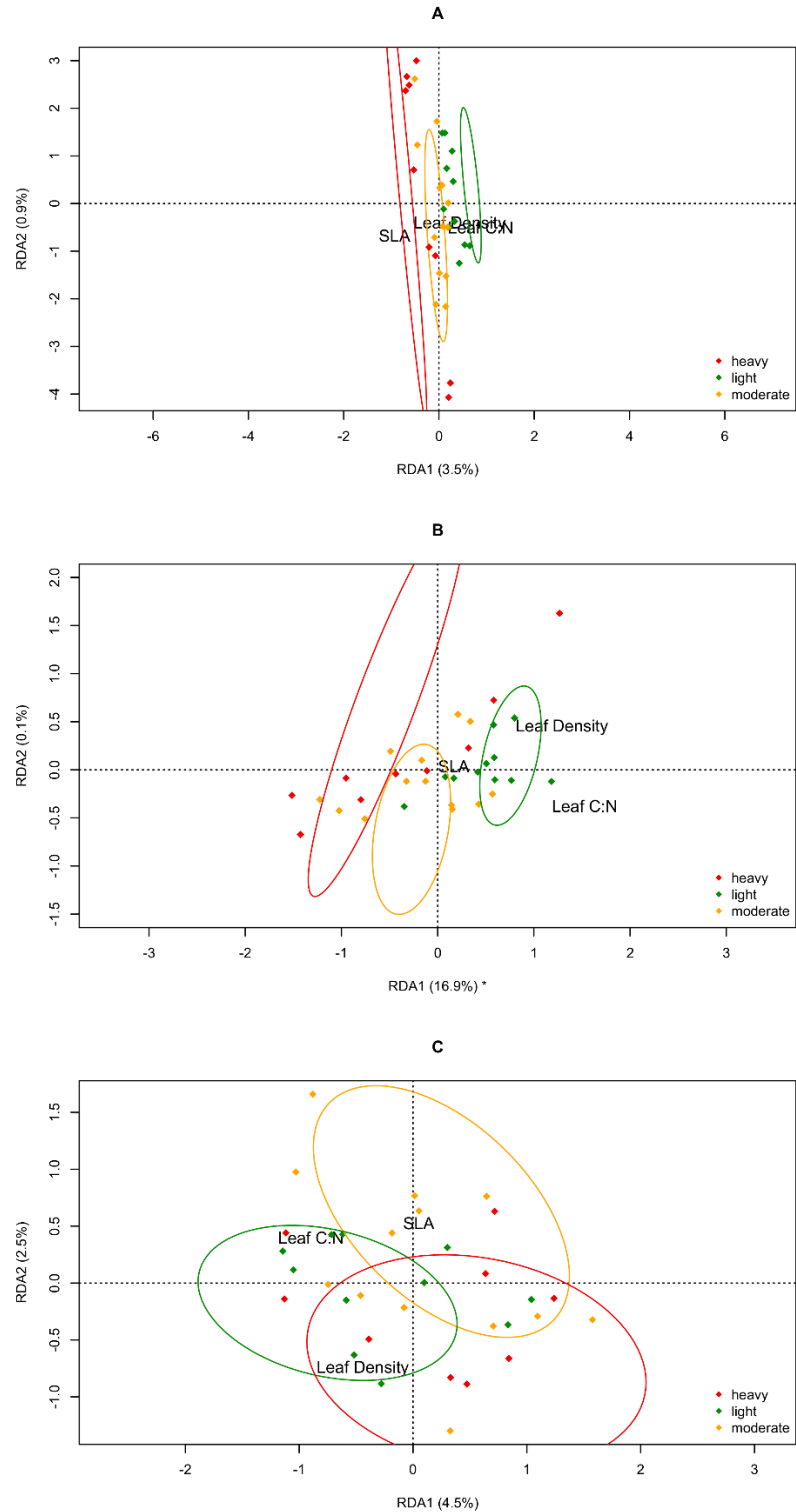 A
RDA2 (0.9%)
3
2
1
0
-1
-2
-3
-4
Leaf Density
Leaf C:N
SLA
heavy
light
moderate
-6
-4
-2
0
2
4
6
RDA1 (3.5%)
B
RDA2 (0.1%)
2.0
1.5
1.0
0.5
0.0
-0.5
-1.0
-1.5
Leaf Density
SLA
Leaf C:N
heavy
light
moderate
-3
-2
-1
0
1
2
3
RDA1 (16.9%) *
C
RDA2 (2.5%)
1.5
1.0
0.5
0.0
-0.5
-1.0
SLA
Leaf C:N
Leaf Density
heavy
light
moderate
-2
-1
0
1
2
3
RDA1 (4.5%)